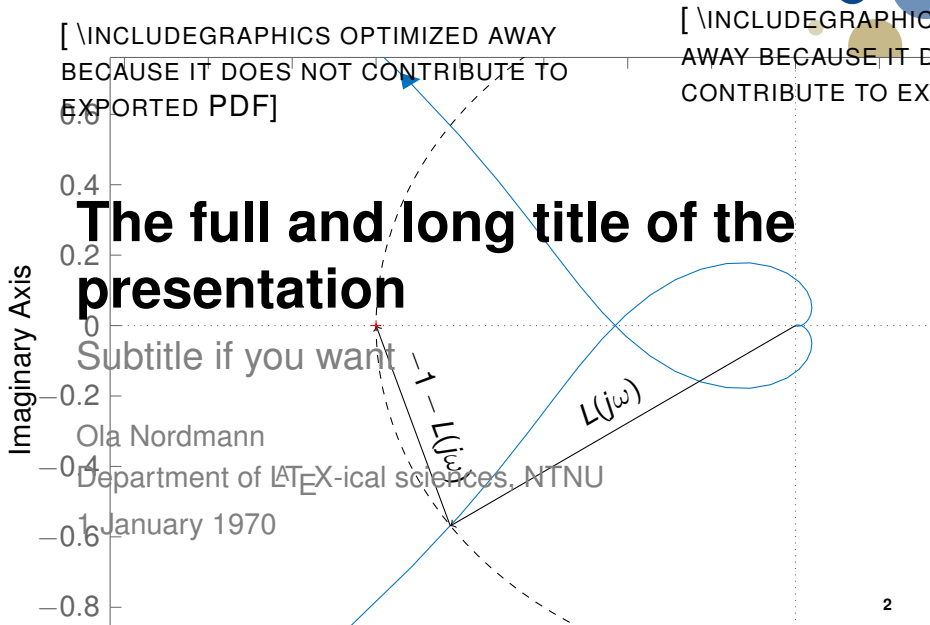 [ \INCLUDEGRAPHICS OPTIMIZED AWAY
BECAUSE IT DOES NOT CONTRIBUTE TO
EXPORTED PDF]
[ \INCLUDEGRAPHIC
AWAY BECAUSE IT D
CONTRIBUTE TO EX
0.6
0.4
The full and long title of the
0.2
presentation
0
Subtitle if you want
Imaginary Axis
−1 − L(jω)
L(jω)
−0.2
Ola Nordmann
−0.4
Department of LATEX-ical sciences, NTNU
−0.6
1 January 1970
−0.8
2